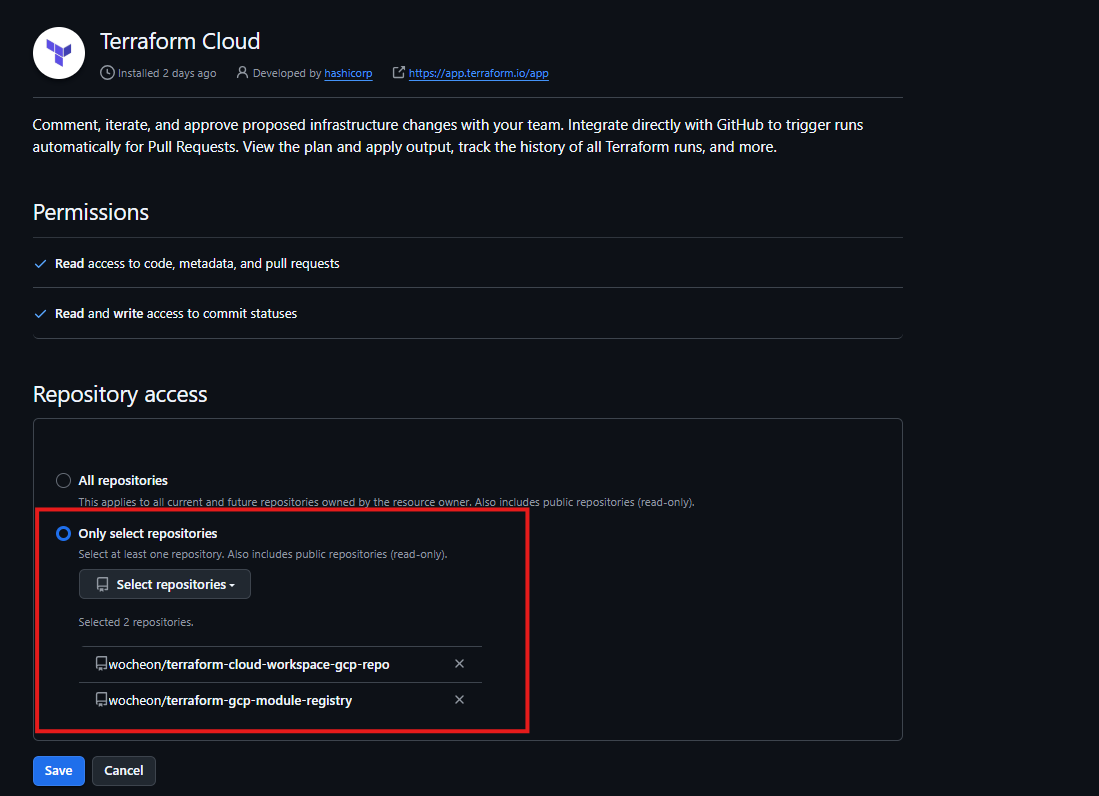 Terraform Cloud
Installed 2 days ago Developed by hashicorp https://app.terraform.io/app
Comment, iterate, and approve proposed infrastructure changes with your team. Integrate directly with GitHub to trigger runs
automatically for Pull Requests. View the plan and apply output, track the history of all Terraform runs, and more.
Permissions
Read access to code, metadata, and pull requests
Read and write access to commit statuses
Repository access
All repositories
This applies to all current and future repositories owned by the resource owner. Also includes public repositories (read-only).
Only select repositories
Select at least one repository. Also includes public repositories (read-only).
Select repositories
Selected 2 repositories.
wocheon/terraform-cloud-workspace-gcp-repo
wocheon/terraform-gcp-module-registry
Save Cancel